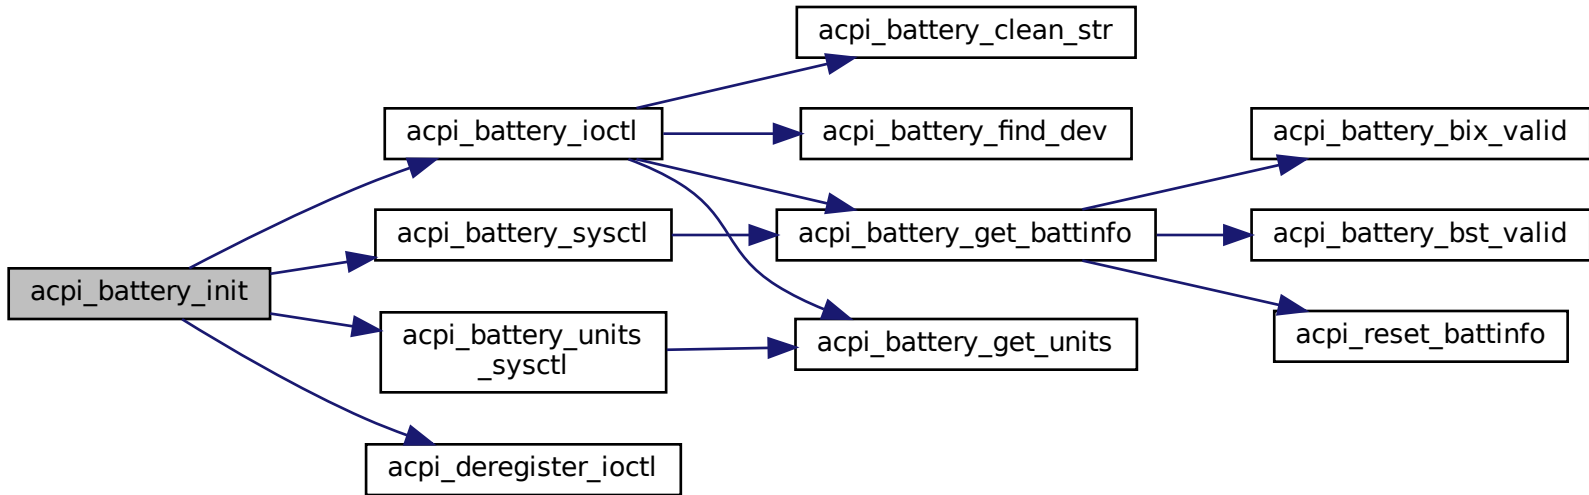 acpi_battery_clean_str
acpi_battery_ioctl
acpi_battery_find_dev
acpi_battery_bix_valid
acpi_battery_sysctl
acpi_battery_get_battinfo
acpi_battery_bst_valid
acpi_battery_init
acpi_battery_units
_sysctl
acpi_battery_get_units
acpi_reset_battinfo
acpi_deregister_ioctl